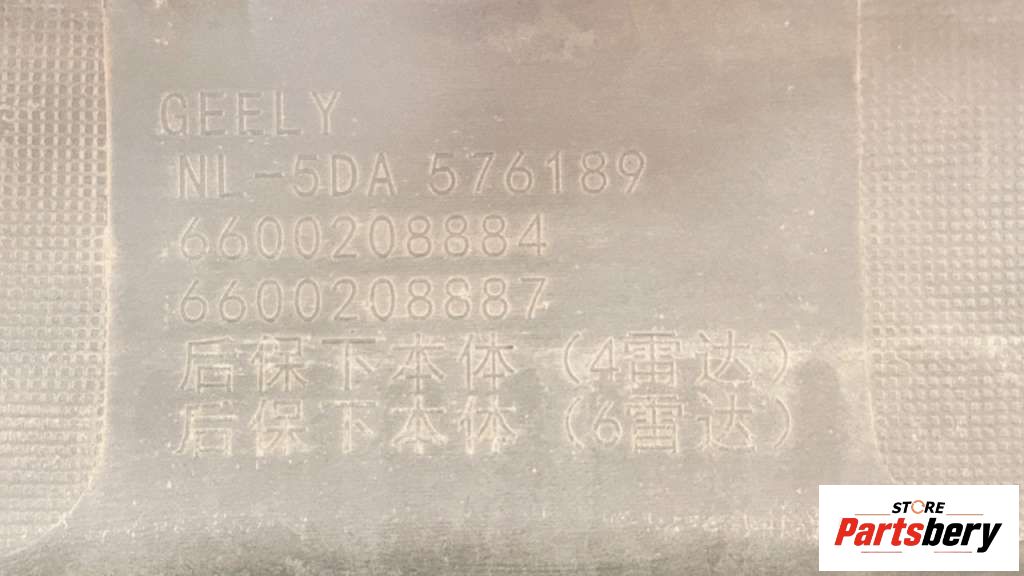 GEELY
NL-5DA 576189
6600208884
6600208887
后保下本体（4雷达）
后保下本体（6雷达）
STORE
Partsbery